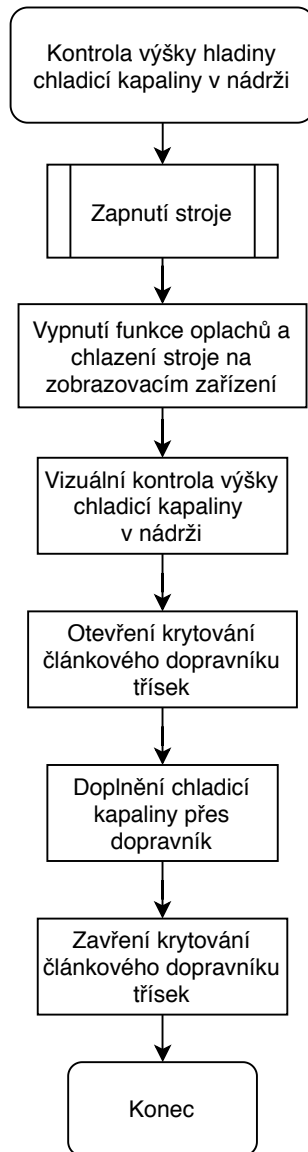 Kontrola výšky hladiny
chladicí kapaliny v nádrži
Zapnutí stroje
Vypnutí funkce oplachů a
chlazení stroje na
zobrazovacím zařízení
Vizuální kontrola výšky
chladicí kapaliny
v nádrži
Otevření krytování
článkového dopravníku
třísek
Doplnění chladicí
kapaliny přes
dopravník
Zavření krytování
článkového dopravníku
třísek
Konec